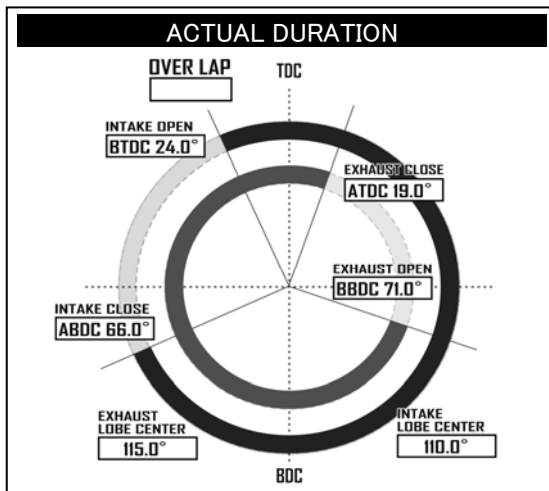 ACTUAL DURATION
OVER LAP
TDC
INTAKE OPEN
BTDC 24.0°
EXHAUST CLOSE
ATDC 19.0°
EXHAUST OPEN
BBDC 71.0°
INTAKE CLOSE
ABDC 66.0°
EXHAUST
LOBE CENTER
115.0°
INTAKE
LOBE CENTER
110.0°
BDC